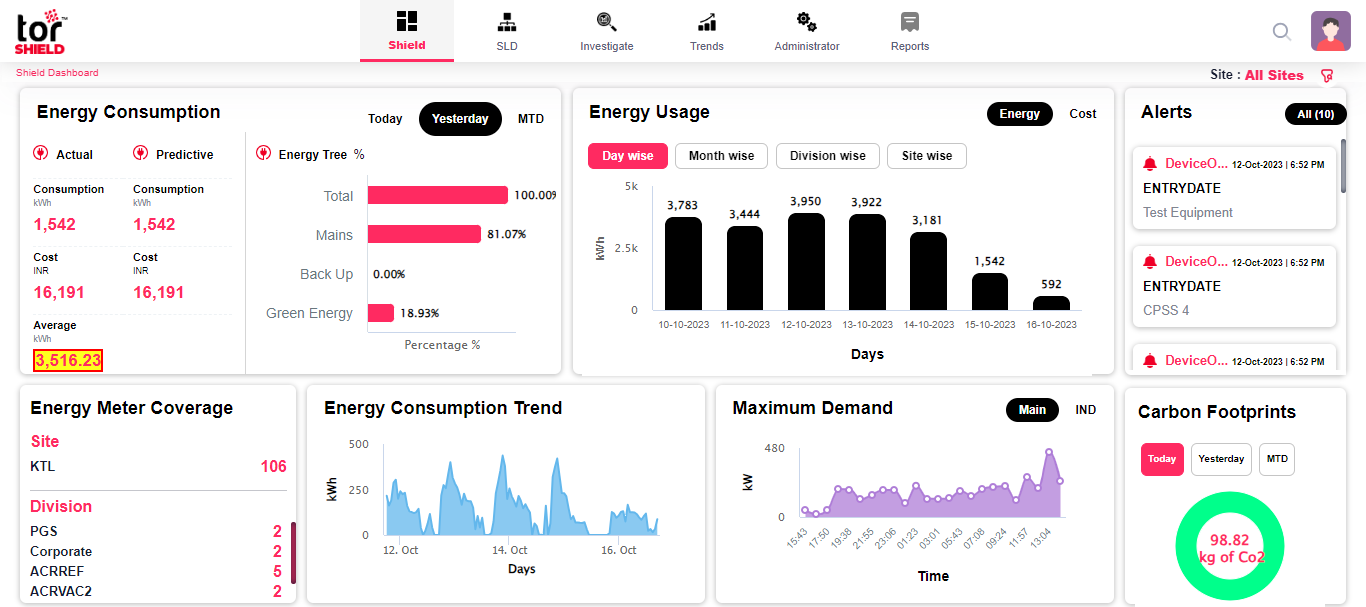 tor
SHIELD
Shield
SLD
Investigate
Trends
Administrator
Reports
Shield Dashboard
Site : All Sites
Energy Consumption
Today
Yesterday
MTD
Actual
Predictive
Consumption
kWh
1,542
Consumption
kWh
1,542
Cost
INR
16,191
Cost
INR
16,191
Average
kWh
3,516.23
Energy Tree %
Total
100.00%
Mains
81.07%
Back Up
0.00%
Green Energy
18.93%
Percentage %
Energy Usage
Energy
Cost
Day wise
Month wise
Division wise
Site wise
5k
2.5k
0
kWh
3,783
3,444
3,950
3,922
3,181
1,542
592
10-10-2023
11-10-2023
12-10-2023
13-10-2023
14-10-2023
15-10-2023
16-10-2023
Days
Alerts
All (10)
DeviceO... 12-Oct-2023 | 6:52 PM
ENTRYDATE
Test Equipment
DeviceO... 12-Oct-2023 | 6:52 PM
ENTRYDATE
CPSS 4
DeviceO... 12-Oct-2023 | 6:52 PM
Energy Meter Coverage
Site
KTL 106
Division
PGS 2
Corporate 2
ACRREF 5
ACRVAC2 2
Energy Consumption Trend
500
250
0
kWh
12. Oct
14. Oct
16. Oct
Days
Maximum Demand
Main
IND
480
0
kW
15:43
17:50
19:38
21:55
23:06
01:23
03:01
05:43
07:08
09:24
11:57
13:04
Time
Carbon Footprints
Today
Yesterday
MTD
98.82
kg of Co2